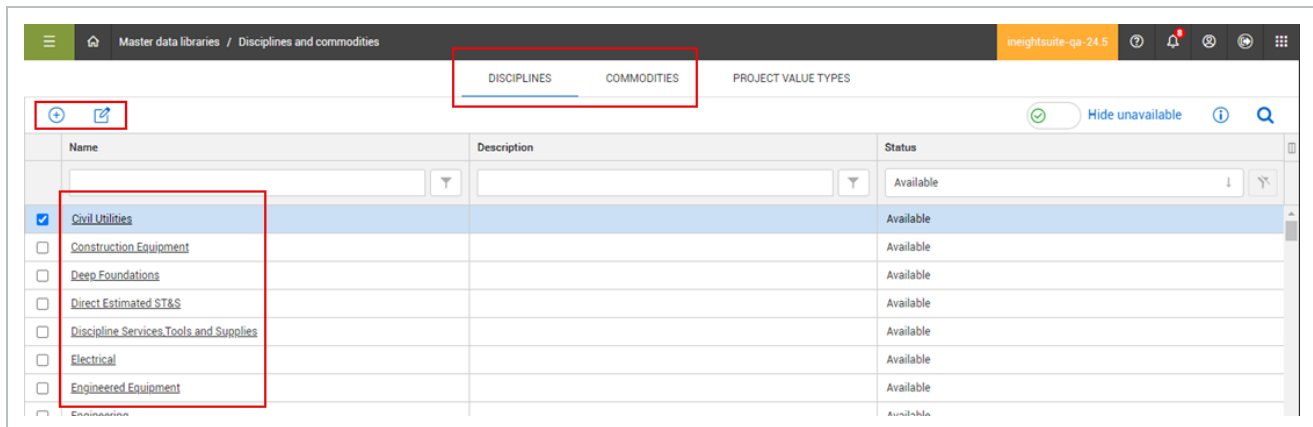 Master data libraries / Disciplines and commodities
ineightsuite-qa-24.5
8
DISCIPLINES COMMODITIES PROJECT VALUE TYPES
Hide unavailable
Name Description Status
Available
Civil Utilities Available
Construction Equipment Available
Deep Foundations Available
Direct Estimated ST&S Available
Discipline Services,Tools and Supplies Available
Electrical Available
Engineered Equipment Available
Engineering Available